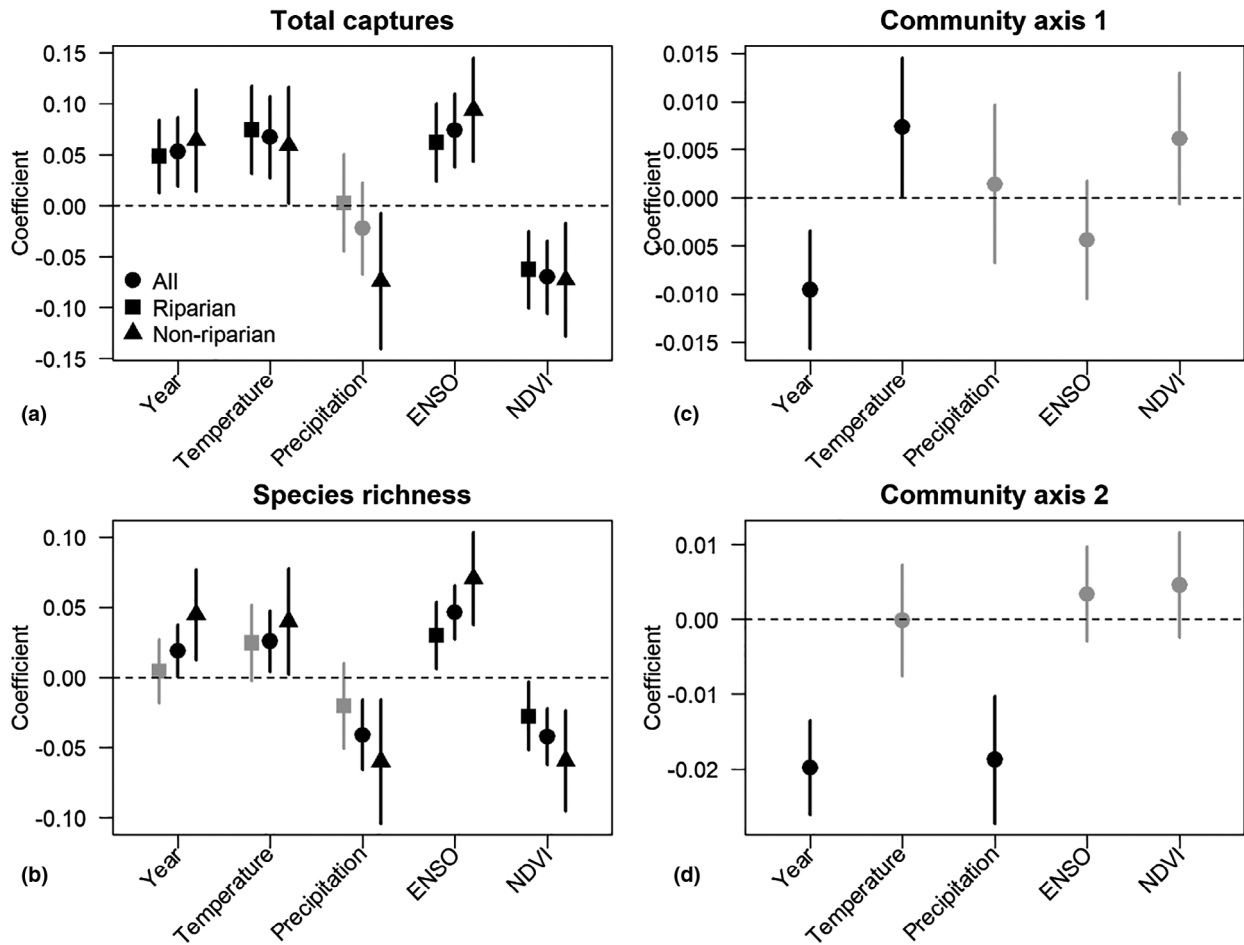 Total captures
0.15
0.10
0.05
0.00
-0.05
-0.10
-0.15
Coefficient
All
Riparian
Non-riparian
Year
Temperature
Precipitation
ENSO
NDVI
(a)
Community axis 1
0.010
0.005
0.000
-0.005
-0.010
-0.015
Coefficient
Year
Temperature
Precipitation
ENSO
NDVI
(c)
Species richness
0.10
0.05
0.00
-0.05
-0.10
Coefficient
Year
Temperature
Precipitation
ENSO
NDVI
(b)
Community axis 2
0.01
0.00
-0.01
-0.02
Coefficient
Year
Temperature
Precipitation
ENSO
NDVI
(d)